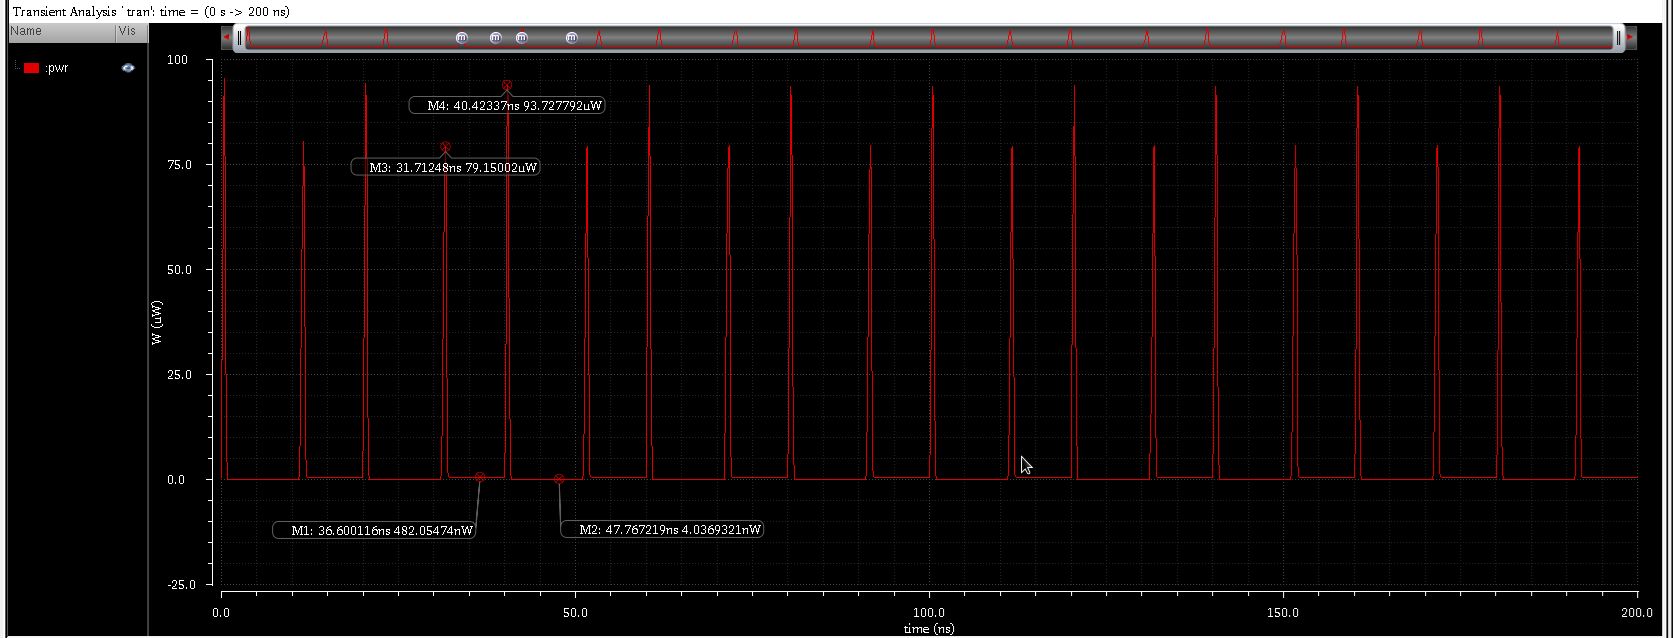 Transient Analysis `tran': time = (0 s -> 200 ns)
Name Vis
:pwr
m m m m
100
75.0
50.0
25.0
0.0
-25.0
W (uW)
M4: 40.42337ns 93.727792uW
M3: 31.71248ns 79.15002uW
M1: 36.600116ns 482.05474nW
M2: 47.767219ns 4.0369321nW
0.0 50.0 100.0 150.0 200.0
time (ns)